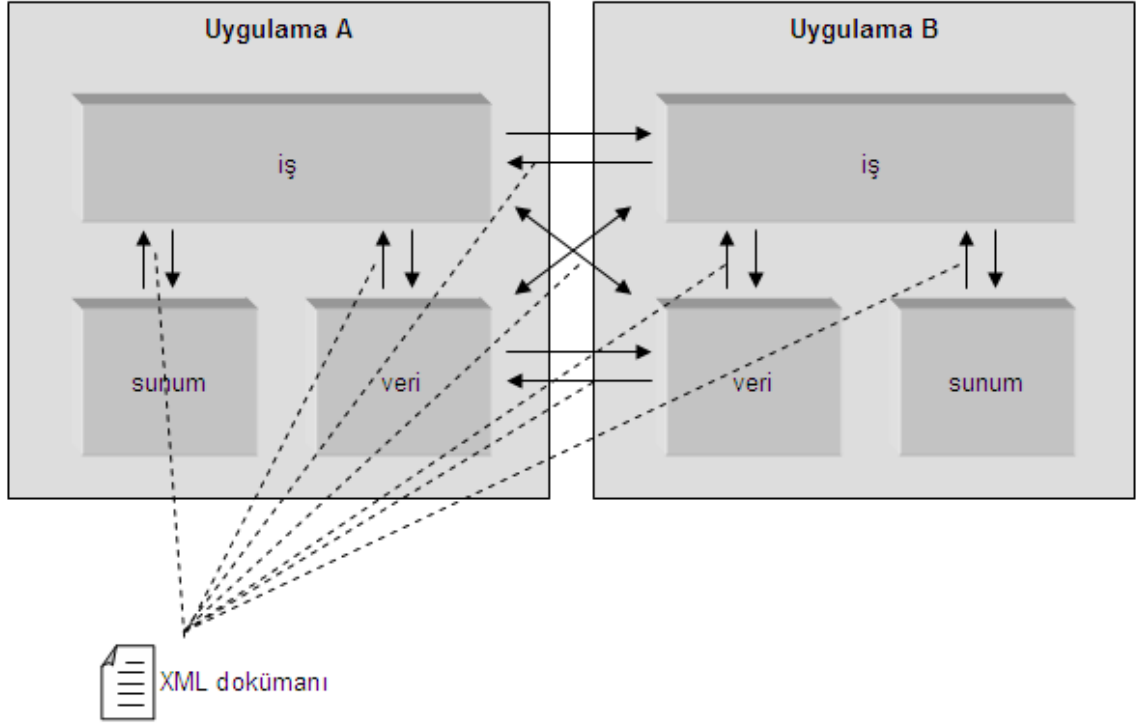 Uygulama A
Uygulama B
iş
iş
sunum
veri
veri
sunum
XML dokümanı